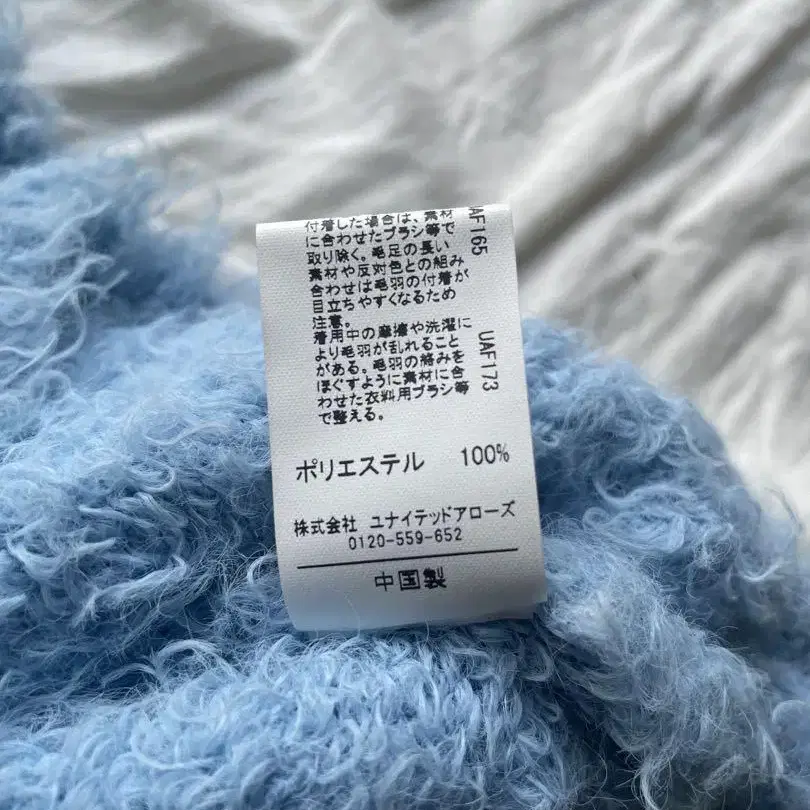 付着した場合は、素材
に合わせたブラシ等で
取り除く。毛足の長い
素材や反対色との組み
合わせは毛羽の付着が
目立ちやすくなるため
注意。
着用中の摩擦や洗濯に
より毛羽が乱れること
がある。毛羽の絡みを
ほぐすように素材に合
わせた衣料用ブラシ等
で整える。
UAF165
UAF173
ポリエステル 100%
株式会社 ユナイテッドアローズ
0120-559-652
中国製